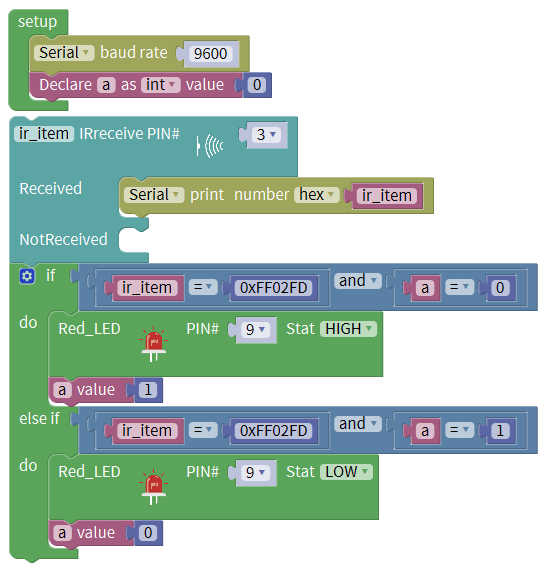 setup
Serial baud rate 9600
Declare a as int value 0
ir_item IRreceive PIN# 3
Received Serial print number hex ir_item
NotReceived
if ir_item = 0xFF02FD and a = 0
do Red_LED PIN# 9 Stat HIGH
a value 1
else if ir_item = 0xFF02FD and a = 1
do Red_LED PIN# 9 Stat LOW
a value 0